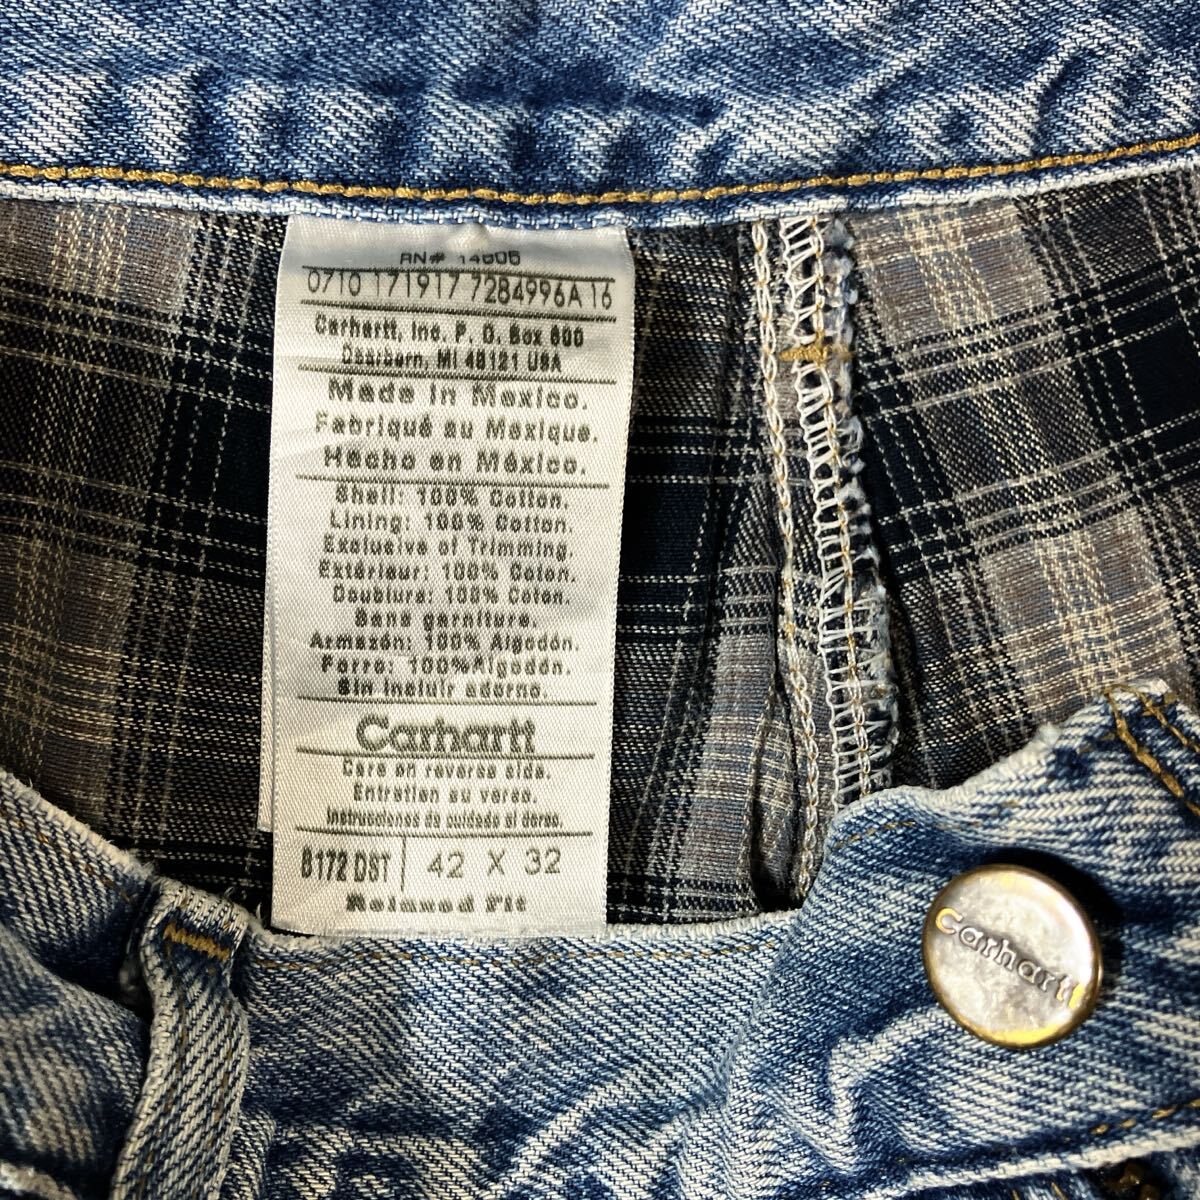 RN# 14806
0710 171917 7284996A 16
Carhartt, Inc. P. O. Box 600
Dearborn, MI 48121 USA
Made in Mexico.
Fabriqué au Mexique.
Hecho en México.
Shell: 100% Cotton.
Lining: 100% Cotton.
Exclusive of Trimming.
Extérieur: 100% Coton.
Doublure: 100% Coton.
Sans garniture.
Armazón: 100% Algodón.
Forro: 100%Algodón.
Sin incluir adorno.
Carhartt
Care on reverse side.
Entretien au verso.
Instrucciones de cuidado al dorso.
B172 DST 42 X 32
Relaxed Fit
Carhartt